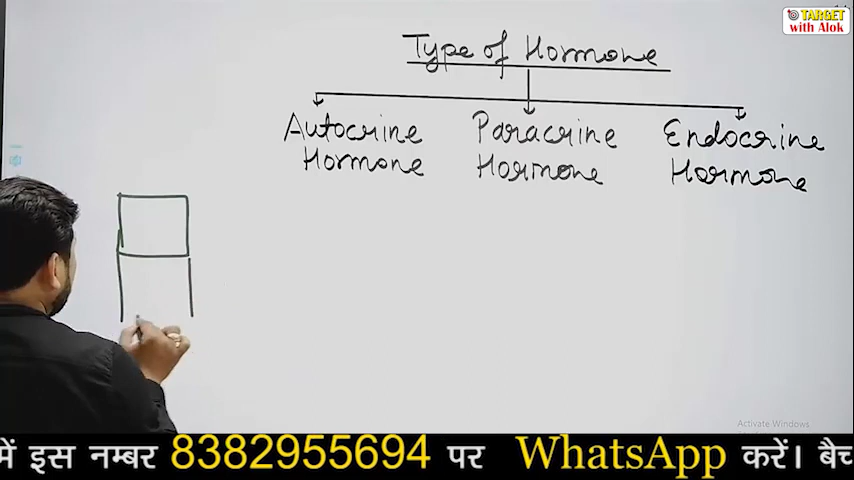 TARGET
with Alok
Type of Hormone
Autocrine Paracrine Endocrine
Hormone Hormone Hormone
Activate Windows
में इस नम्बर 8382955694 पर WhatsApp करें। बैच